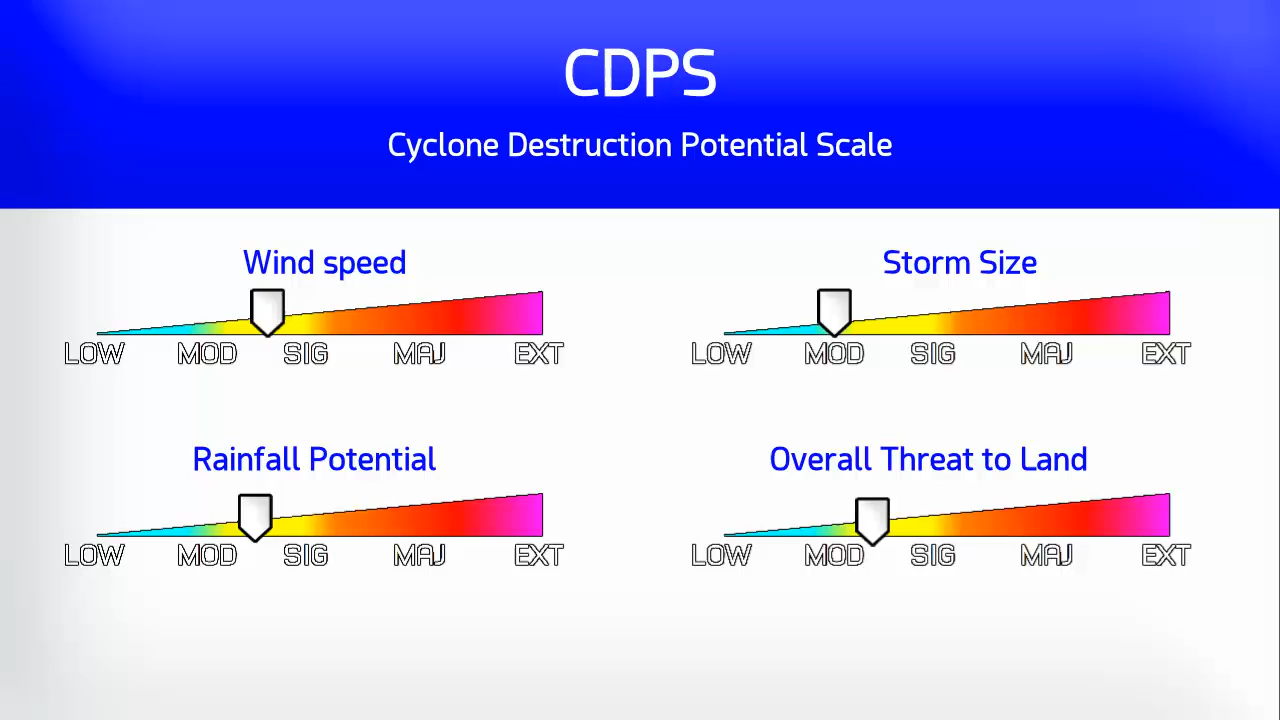 CDPS
Cyclone Destruction Potential Scale
Wind speed
LOW MOD SIG MAJ EXT
Storm Size
LOW MOD SIG MAJ EXT
Rainfall Potential
LOW MOD SIG MAJ EXT
Overall Threat to Land
LOW MOD SIG MAJ EXT